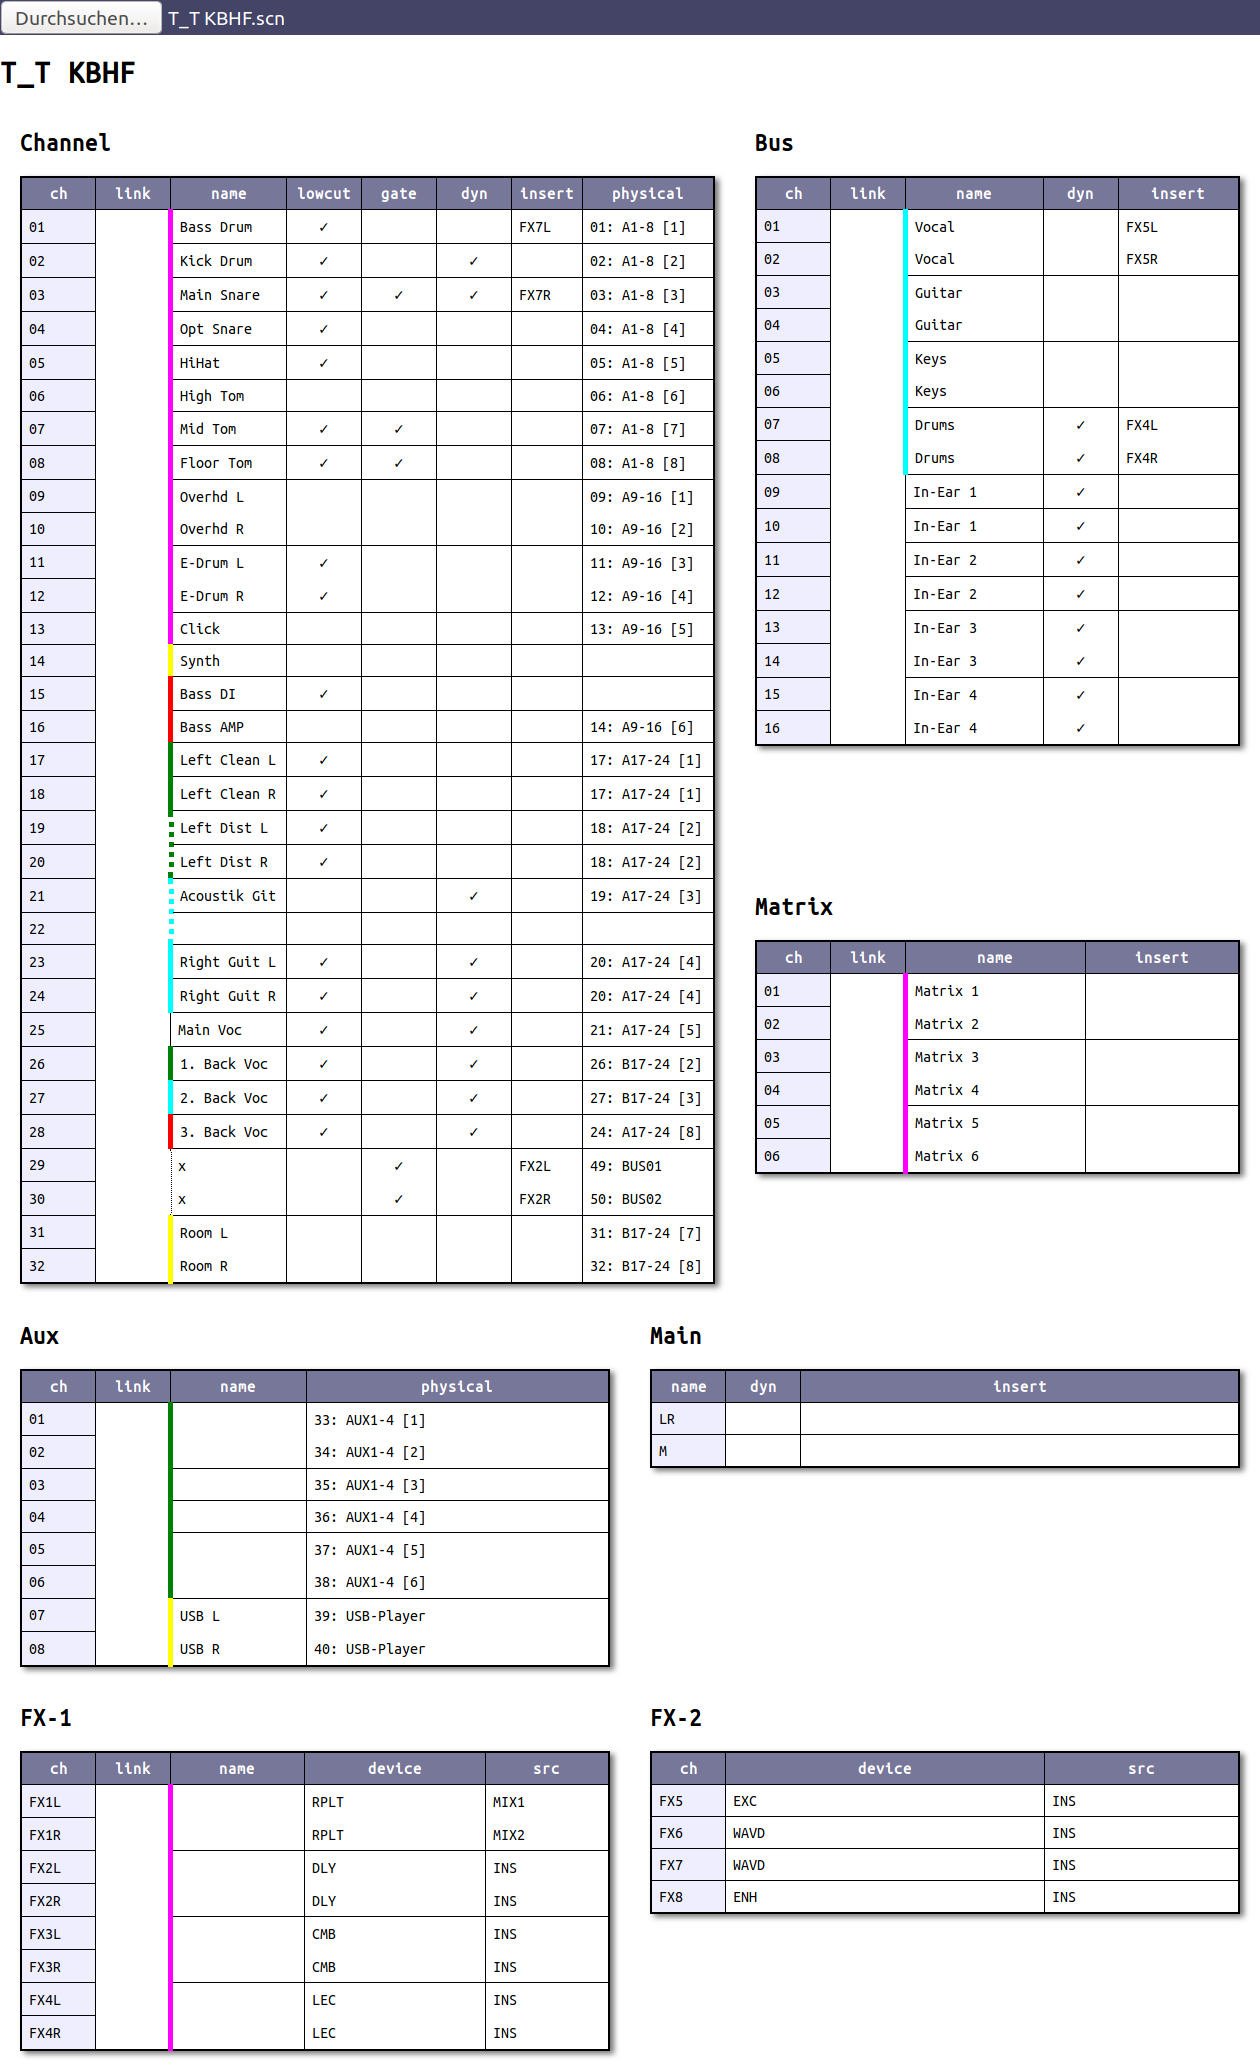 Durchsuchen… T_T KBHF.scn
T_T KBHF
Channel
ch link name lowcut gate dyn insert physical
01 Bass Drum ✓ FX7L 01: A1-8 [1]
02 Kick Drum ✓ ✓ 02: A1-8 [2]
03 Main Snare ✓ ✓ ✓ FX7R 03: A1-8 [3]
04 Opt Snare ✓ 04: A1-8 [4]
05 HiHat ✓ 05: A1-8 [5]
06 High Tom 06: A1-8 [6]
07 Mid Tom ✓ ✓ 07: A1-8 [7]
08 Floor Tom ✓ ✓ 08: A1-8 [8]
09 Overhd L 09: A9-16 [1]
10 Overhd R 10: A9-16 [2]
11 E-Drum L ✓ 11: A9-16 [3]
12 E-Drum R ✓ 12: A9-16 [4]
13 Click 13: A9-16 [5]
14 Synth
15 Bass DI ✓
16 Bass AMP 14: A9-16 [6]
17 Left Clean L ✓ 17: A17-24 [1]
18 Left Clean R ✓ 17: A17-24 [1]
19 Left Dist L ✓ 18: A17-24 [2]
20 Left Dist R ✓ 18: A17-24 [2]
21 Acoustik Git ✓ 19: A17-24 [3]
22
23 Right Guit L ✓ ✓ 20: A17-24 [4]
24 Right Guit R ✓ ✓ 20: A17-24 [4]
25 Main Voc ✓ ✓ 21: A17-24 [5]
26 1. Back Voc ✓ ✓ 26: B17-24 [2]
27 2. Back Voc ✓ ✓ 27: B17-24 [3]
28 3. Back Voc ✓ ✓ 24: A17-24 [8]
29 x ✓ FX2L 49: BUS01
30 x ✓ FX2R 50: BUS02
31 Room L 31: B17-24 [7]
32 Room R 32: B17-24 [8]
Bus
ch link name dyn insert
01 Vocal FX5L
02 Vocal FX5R
03 Guitar
04 Guitar
05 Keys
06 Keys
07 Drums ✓ FX4L
08 Drums ✓ FX4R
09 In-Ear 1 ✓
10 In-Ear 1 ✓
11 In-Ear 2 ✓
12 In-Ear 2 ✓
13 In-Ear 3 ✓
14 In-Ear 3 ✓
15 In-Ear 4 ✓
16 In-Ear 4 ✓
Matrix
ch link name insert
01 Matrix 1
02 Matrix 2
03 Matrix 3
04 Matrix 4
05 Matrix 5
06 Matrix 6
Aux
ch link name physical
01 33: AUX1-4 [1]
02 34: AUX1-4 [2]
03 35: AUX1-4 [3]
04 36: AUX1-4 [4]
05 37: AUX1-4 [5]
06 38: AUX1-4 [6]
07 USB L 39: USB-Player
08 USB R 40: USB-Player
Main
name dyn insert
LR
M
FX-1
ch link name device src
FX1L RPLT MIX1
FX1R RPLT MIX2
FX2L DLY INS
FX2R DLY INS
FX3L CMB INS
FX3R CMB INS
FX4L LEC INS
FX4R LEC INS
FX-2
ch device src
FX5 EXC INS
FX6 WAVD INS
FX7 WAVD INS
FX8 ENH INS